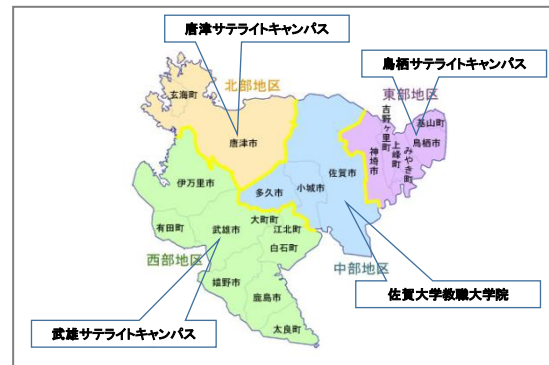 唐津サテライトキャンパス
鳥栖サテライトキャンパス
北部地区
東部地区
玄海町
唐津市
吉野ヶ里町
基山町
鳥栖市
みやき町
上峰町
神埼市
佐賀市
伊万里市
多久市
小城市
大町町
有田町
武雄市
江北町
白石町
西部地区
中部地区
嬉野市
鹿島市
太良町
佐賀大学教職大学院
武雄サテライトキャンパス